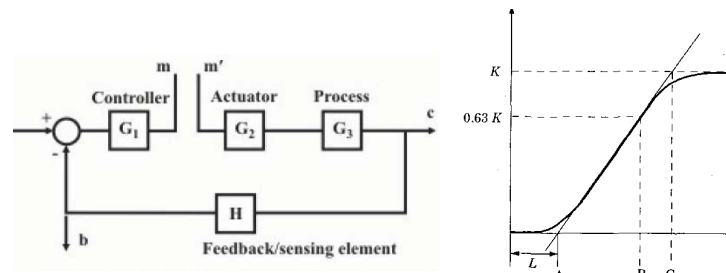 m m′
Controller Actuator Process
+ G1 G2 G3 c
-
H
b
Feedback/sensing element
K
0.63 K
L